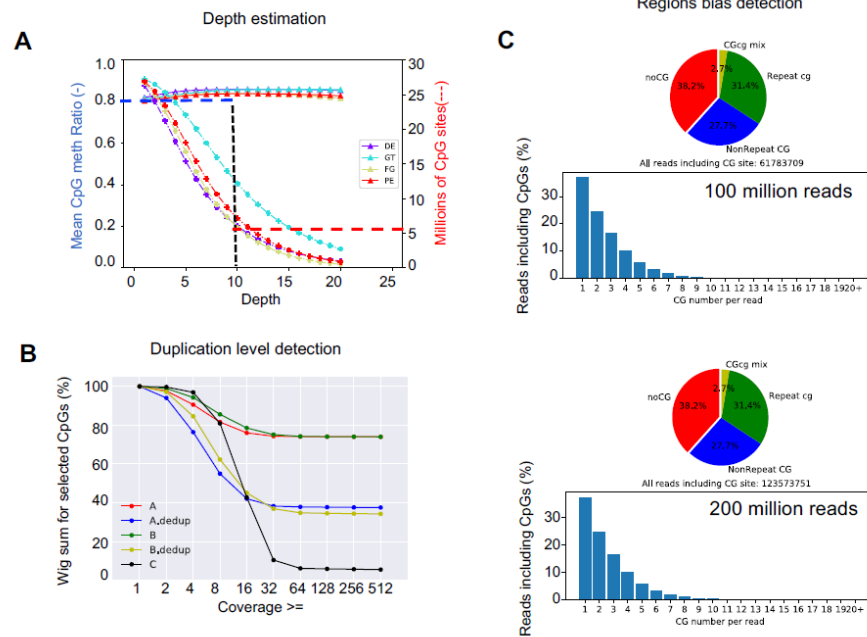 Depth estimation
A
Mean CpG meth Ratio (-)
1.0
0.8
0.6
0.4
0.2
0.0
30
25
20
15
10
5
0
Millioins of CpG sites(---)
DE
GT
FG
PE
0 5 10 15 20 25
Depth
B
Duplication level detection
Wig sum for selected CpGs (%)
100
80
60
40
20
0
A
A.dedup
B
B.dedup
C
1 2 4 8 16 32 64 128 256 512
Coverage >=
Regions bias detection
C
CGcg mix
2.7%
noCG
38.2%
Repeat cg
31.4%
27.7%
NonRepeat CG
All reads including CG site: 61783709
100 million reads
Reads including CpGs (%)
30
20
10
0
1 2 3 4 5 6 7 8 9 10 11 12 13 14 15 16 17 18 1920+
CG number per read
CGcg mix
2.7%
noCG
38.2%
Repeat cg
31.4%
27.7%
NonRepeat CG
All reads including CG site: 123573751
200 million reads
Reads including CpGs (%)
30
20
10
0
1 2 3 4 5 6 7 8 9 10 11 12 13 14 15 16 17 18 1920+
CG number per read